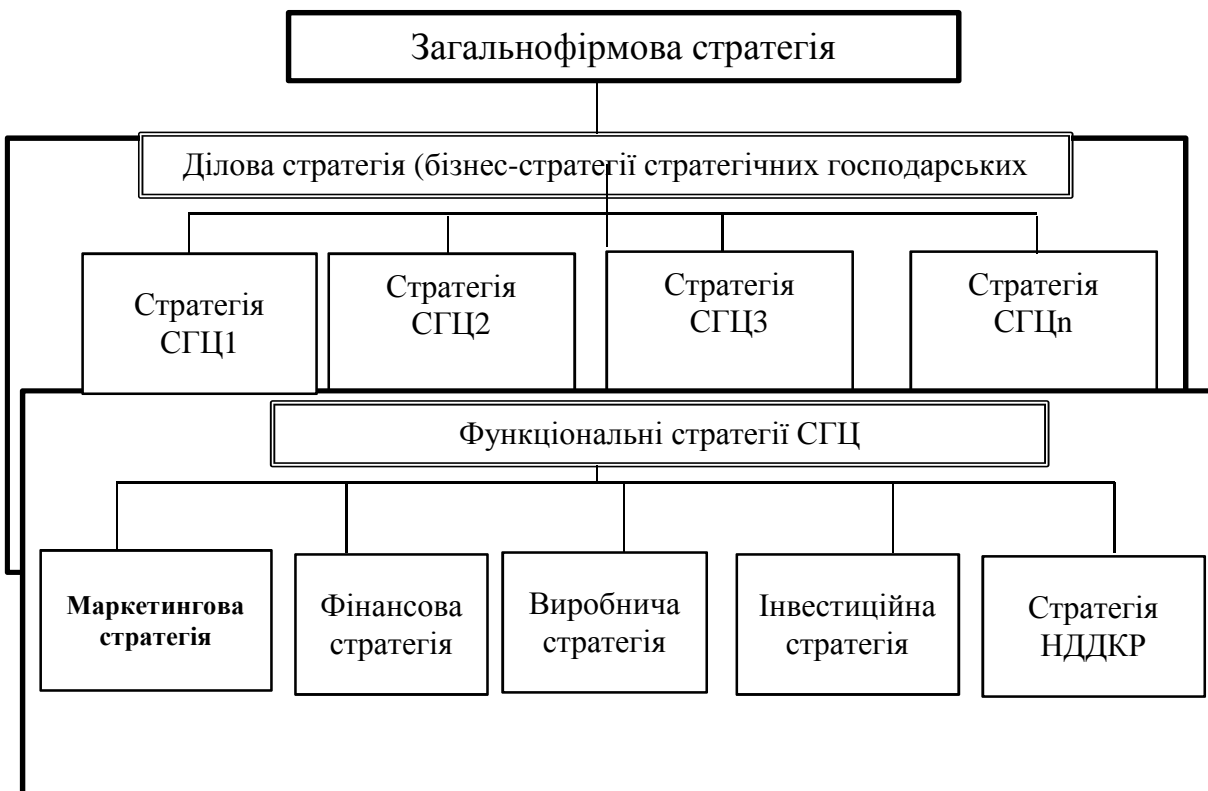 Загальнофірмова стратегія
Ділова стратегія (бізнес-стратегії стратегічних господарських
Стратегія
СГЦ1
Стратегія
СГЦ2
Стратегія
СГЦ3
Стратегія
СГЦn
Функціональні стратегії СГЦ
Маркетингова
стратегія
Фінансова
стратегія
Виробнича
стратегія
Інвестиційна
стратегія
Стратегія
НДДКР